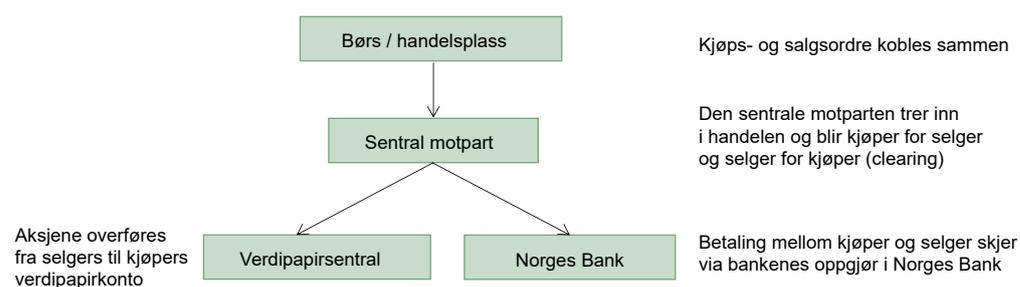 Børs / handelsplass
Kjøps- og salgsordre kobles sammen
Sentral motpart
Den sentrale motparten trer inn
i handelen og blir kjøper for selger
og selger for kjøper (clearing)
Aksjene overføres
fra selgers til kjøpers
verdipapirkonto
Verdipapirsentral
Norges Bank
Betaling mellom kjøper og selger skjer
via bankenes oppgjør i Norges Bank